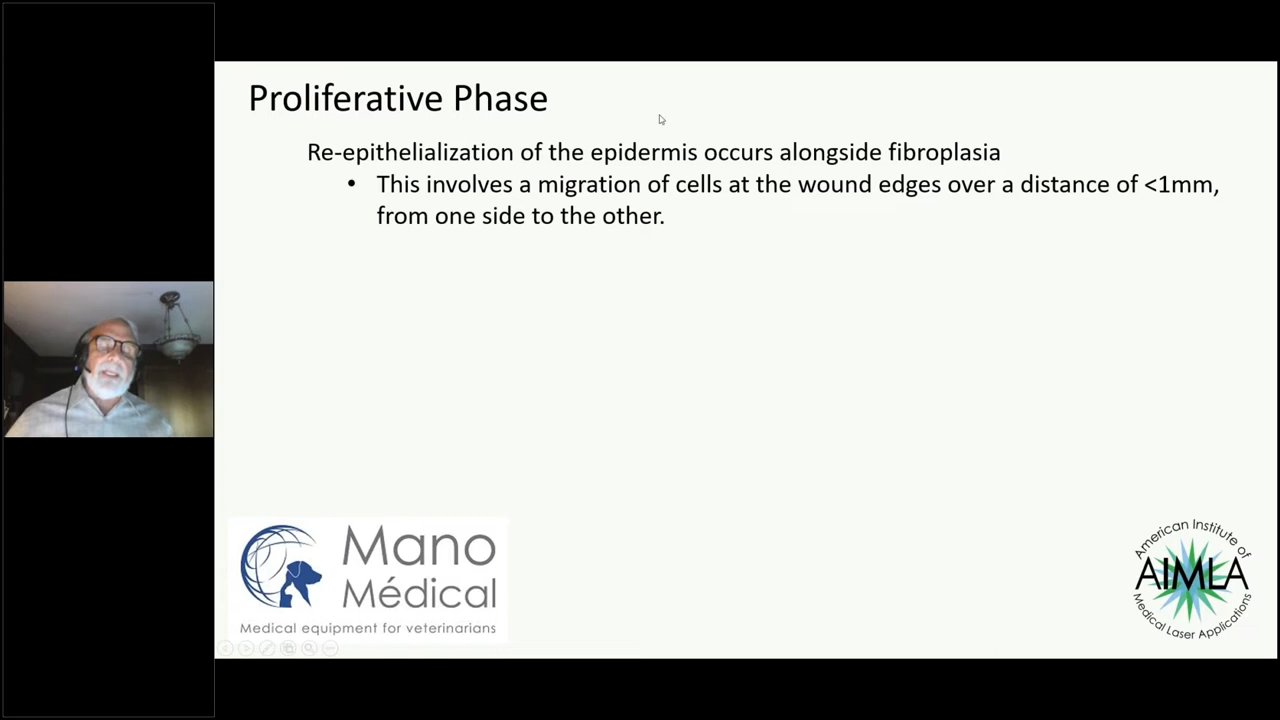 Proliferative Phase
Re-epithelialization of the epidermis occurs alongside fibroplasia
• This involves a migration of cells at the wound edges over a distance of <1mm,
from one side to the other.
Mano
Médical
Medical equipment for veterinarians
American Institute of
AIMLA
Medical Laser Applications